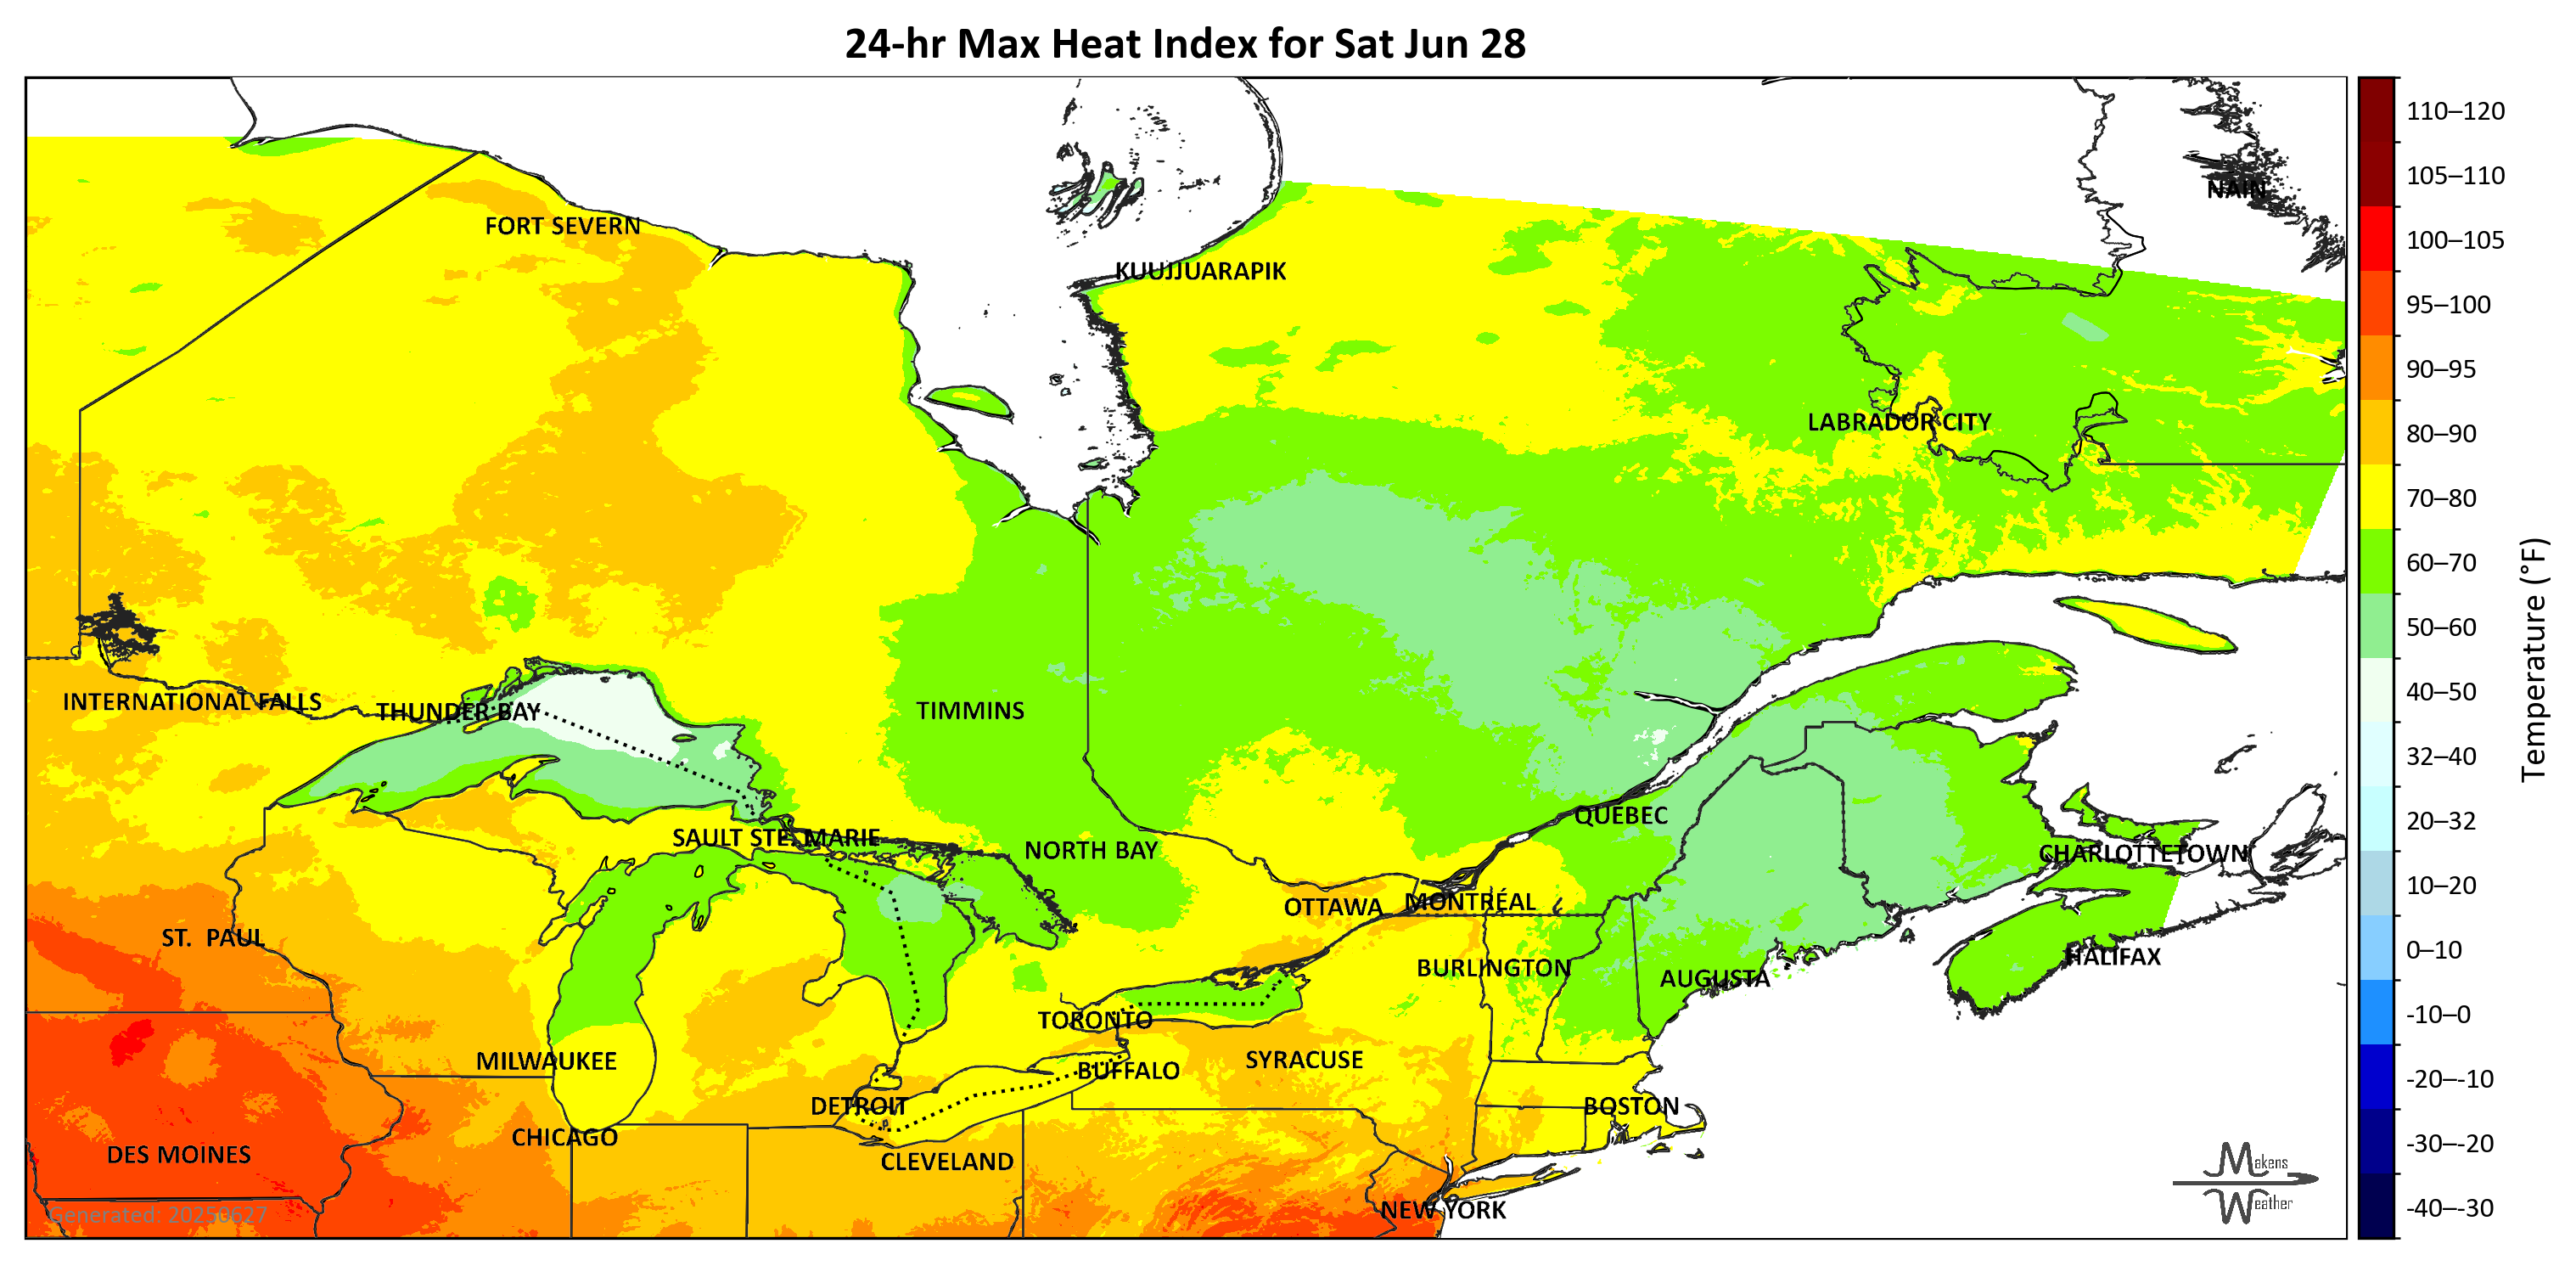 24-hr Max Heat Index for Sat Jun 28
NAIN
FORT SEVERN
KUUJJUARAPIK
LABRADOR CITY
INTERNATIONAL FALLS
THUNDER BAY
TIMMINS
QUÉBEC
SAULT STE. MARIE
NORTH BAY
CHARLOTTETOWN
OTTAWA
MONTRÉAL
ST. PAUL
HALIFAX
BURLINGTON
AUGUSTA
TORONTO
MILWAUKEE
SYRACUSE
BUFFALO
DETROIT
BOSTON
CHICAGO
DES MOINES
CLEVELAND
NEW YORK
Generated: 20250627
Makens
Weather
110–120
105–110
100–105
95–100
90–95
80–90
70–80
60–70
50–60
40–50
32–40
20–32
10–20
0–10
-10–0
-20–-10
-30–-20
-40–-30
Temperature (°F)